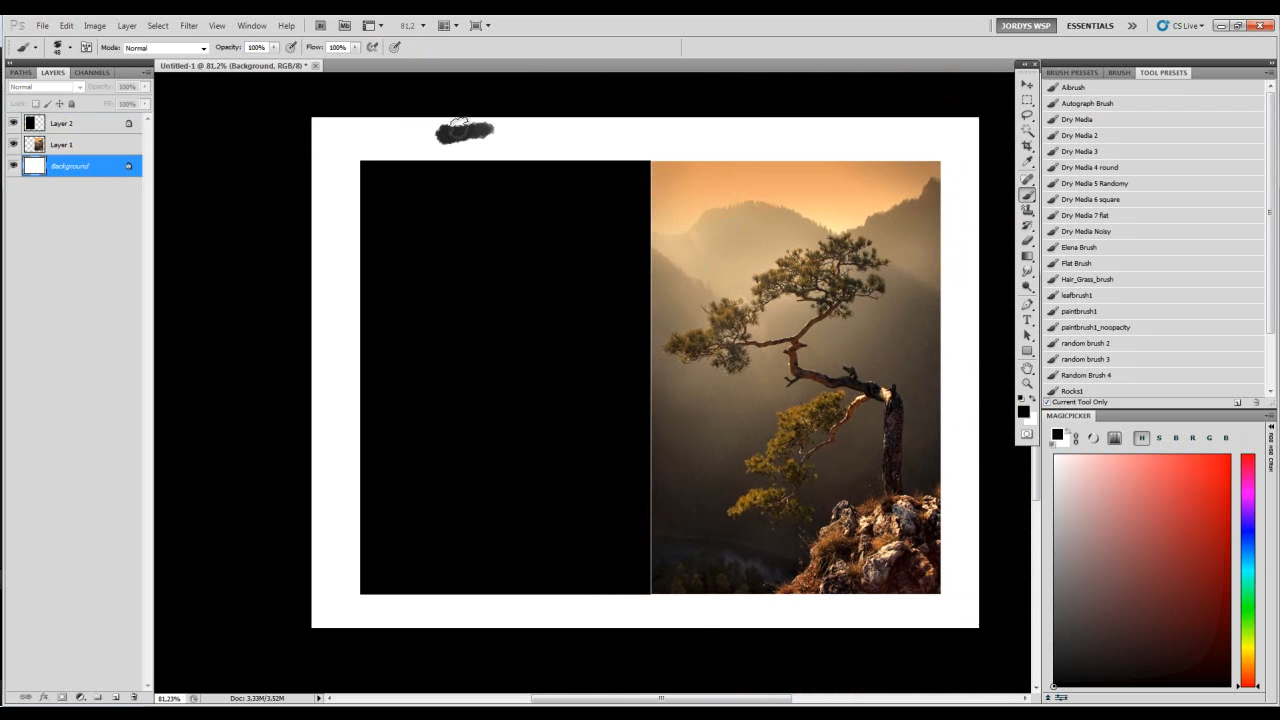 Ps File Edit Image Layer Select Filter View Window Help Br Mb 81,2 JORDYS WSP ESSENTIALS CS Live
48 Mode: Normal Opacity: 100% Flow: 100%
PATHS LAYERS CHANNELS
Untitled-1 @ 81,2% (Background, RGB/8) *
Normal Opacity: 100%
Lock: Fill: 100%
Layer 2
Layer 1
Background
BRUSH PRESETS BRUSH TOOL PRESETS
Aibrush
Autograph Brush
Dry Media
Dry Media 2
Dry Media 3
Dry Media 4 round
Dry Media 5 Randomy
Dry Media 6 square
Dry Media 7 flat
Dry Media Noisy
Elena Brush
Flat Brush
Hair_Grass_brush
leafbrush1
paintbrush1
paintbrush1_noopacity
random brush 2
random brush 3
Random Brush 4
Rocks1
Current Tool Only
MAGICPICKER
H S B R G B
81,23% Doc: 3,33M/3,52M